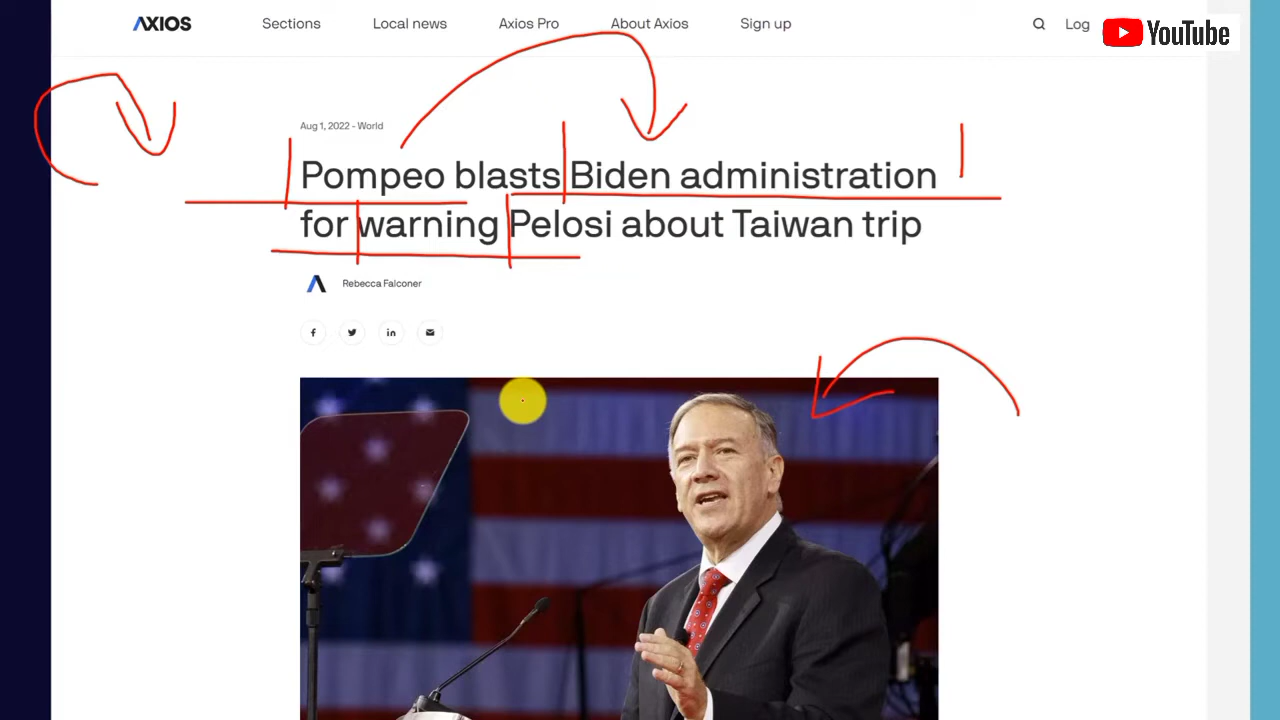 AXIOS
Sections
Local news
Axios Pro
About Axios
Sign up
Log
YouTube
Aug 1, 2022 - World
Pompeo blasts Biden administration
for warning Pelosi about Taiwan trip
Rebecca Falconer